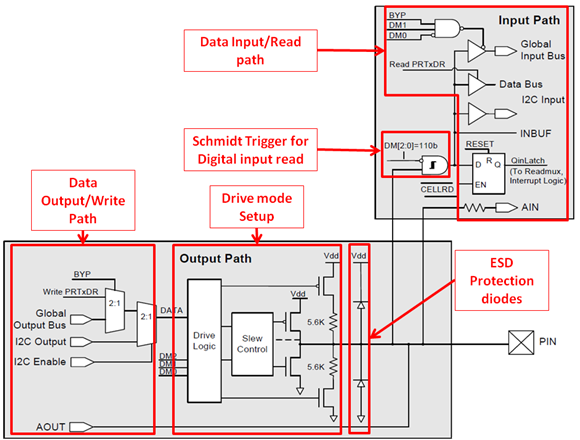 BYP
DM1
DM0
Input Path
Data Input/Read
path
Global
Input Bus
Read PRTxDR
Data Bus
I2C Input
INBUF
Schmidt Trigger for
Digital input read
DM[2:0]=110b
RESET
D
R
Q
EN
QinLatch
(To Readmux,
Interrupt Logic)
CELLRD
AIN
Data
Output/Write
Path
Drive mode
Setup
ESD
Protection
diodes
Output Path
Vdd
Vdd
Vdd
BYP
Write PRTxDR
2:1
Global
Output Bus
2:1
DATA
I2C Output
I2C Enable
DM2
DM1
DM0
Drive
Logic
Slew
Control
5.6K
5.6K
PIN
AOUT